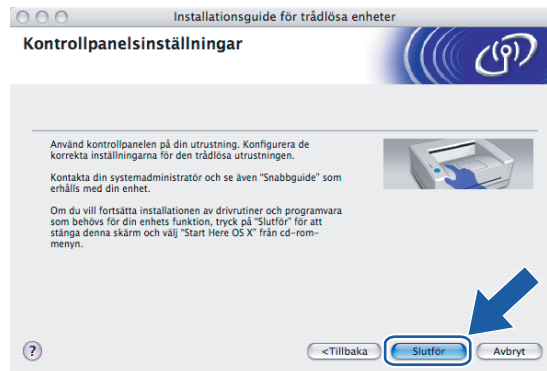 Installationsguide för trådlösa enheter
Kontrollpanelsinställningar
Använd kontrollpanelen på din utrustning. Konfigurera de
korrekta inställningarna för den trådlösa utrustningen.
Kontakta din systemadministratör och se även "Snabbguide" som
erhålls med din enhet.
Om du vill fortsätta installationen av drivrutiner och programvara
som behövs för din enhets funktion, tryck på "Slutför" för att
stänga denna skärm och välj "Start Here OS X" från cd-rom-
menyn.
?
<Tillbaka
Slutför
Avbryt